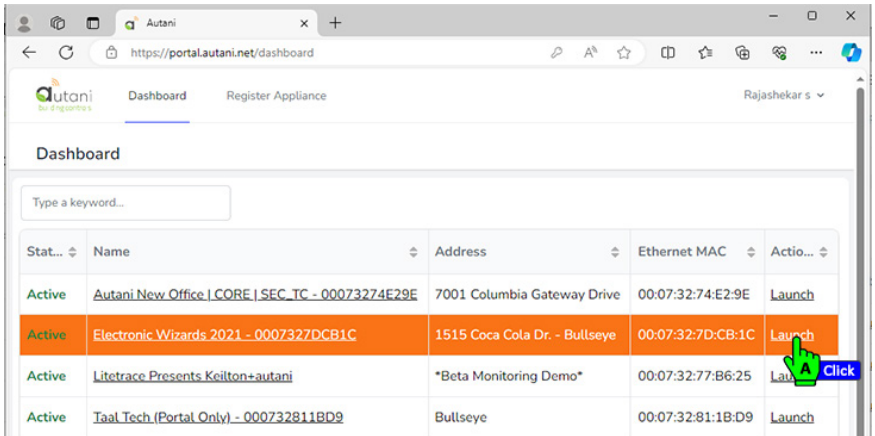 Autani
https://portal.autani.net/dashboard
autani
Dashboard Register Appliance Rajashekar s
Dashboard
Type a keyword...
Stat... Name Address Ethernet MAC Actio...
Active Autani New Office | CORE | SEC_TC - 00073274E29E 7001 Columbia Gateway Drive 00:07:32:74:E2:9E Launch
Active Electronic Wizards 2021 - 0007327DCB1C 1515 Coca Cola Dr. - Bullseye 00:07:32:7D:CB:1C Launch
A Click
Active Litetrace Presents Keilton+autani *Beta Monitoring Demo* 00:07:32:77:B6:25
Active Taal Tech (Portal Only) - 000732811BD9 Bullseye 00:07:32:81:1B:D9 Launch